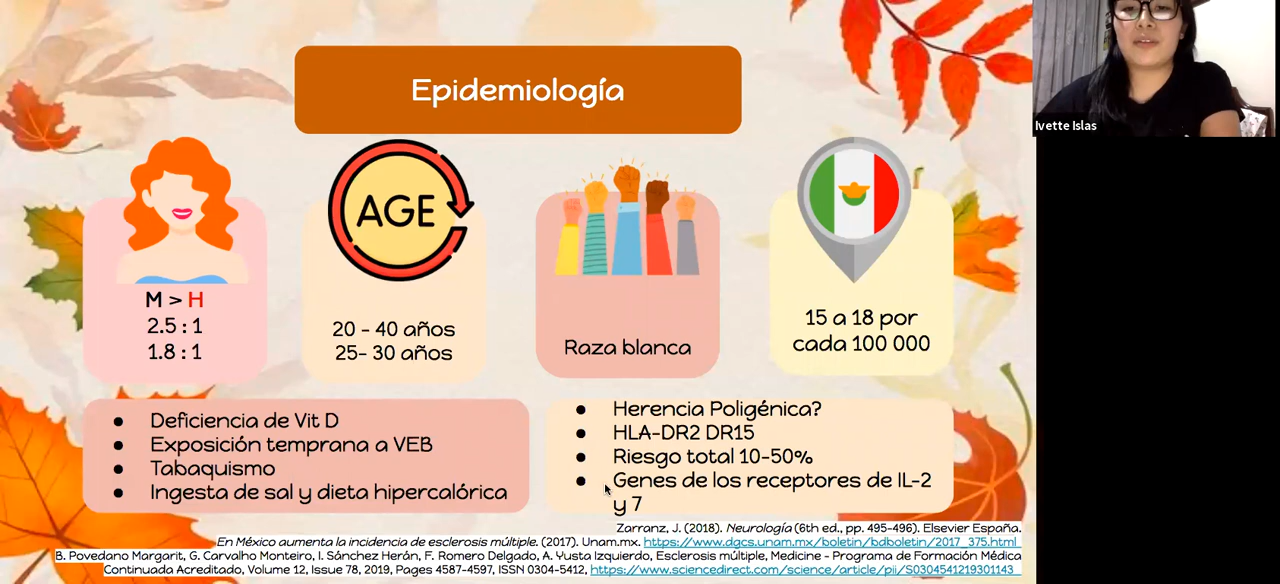 Epidemiología
Ivette Islas
AGE
M > H
2.5 : 1
1.8 : 1
20 - 40 años
25- 30 años
Raza blanca
15 a 18 por
cada 100 000
Deficiencia de Vit D
Exposición temprana a VEB
Tabaquismo
Ingesta de sal y dieta hipercalórica
Herencia Poligénica?
HLA-DR2 DR15
Riesgo total 10-50%
Genes de los receptores de IL-2
y 7
Zarranz, J. (2018). Neurología (6th ed., pp. 495-496). Elsevier España.
En México aumenta la incidencia de esclerosis múltiple. (2017). Unam.mx. https://www.dgcs.unam.mx/boletin/bdboletin/2017_375.html
B. Povedano Margarit, G. Carvalho Monteiro, I. Sánchez Herán, F. Romero Delgado, A. Yusta Izquierdo, Esclerosis múltiple, Medicine - Programa de Formación Médica
Continuada Acreditado, Volume 12, Issue 78, 2019, Pages 4587-4597, ISSN 0304-5412, https://www.sciencedirect.com/science/article/pii/S0304541219301143